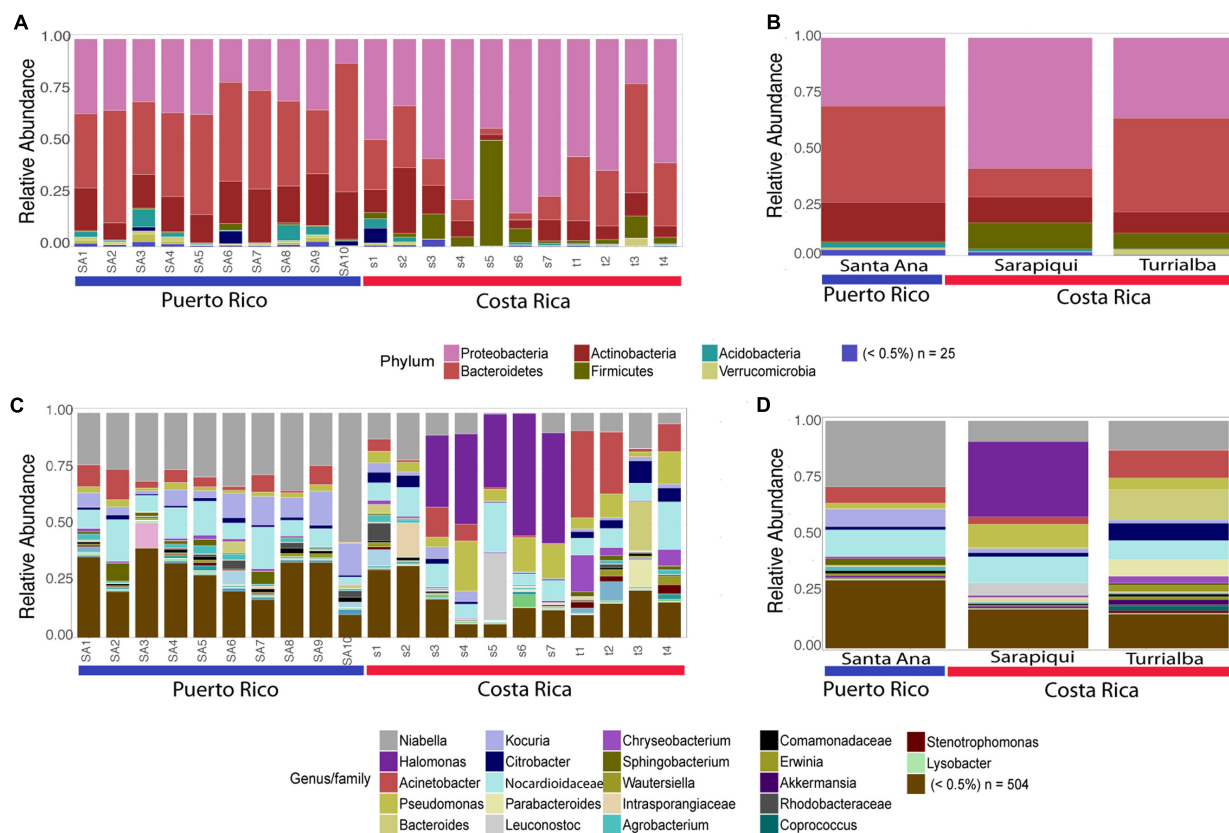 A
Relative Abundance
1.00
0.75
0.50
0.25
0.00
SA1 SA2 SA3 SA4 SA5 SA6 SA7 SA8 SA9 SA10 s1 s2 s3 s4 s5 s6 s7 t1 t2 t3 t4
Puerto Rico Costa Rica
B
Relative Abundance
1.00
0.75
0.50
0.25
0.00
Santa Ana Sarapiqui Turrialba
Puerto Rico Costa Rica
Phylum
Proteobacteria Actinobacteria Acidobacteria (< 0.5%) n = 25
Bacteroidetes Firmicutes Verrucomicrobia
C
Relative Abundance
1.00
0.75
0.50
0.25
0.00
SA1 SA2 SA3 SA4 SA5 SA6 SA7 SA8 SA9 SA10 s1 s2 s3 s4 s5 s6 s7 t1 t2 t3 t4
Puerto Rico Costa Rica
D
Relative Abundance
1.00
0.75
0.50
0.25
0.00
Santa Ana Sarapiqui Turrialba
Puerto Rico Costa Rica
Genus/family
Niabella Kocuria Chryseobacterium Comamonadaceae Stenotrophomonas
Halomonas Citrobacter Sphingobacterium Erwinia Lysobacter
Acinetobacter Nocardioidaceae Wautersiella Akkermansia (< 0.5%) n = 504
Pseudomonas Parabacteroides Intrasporangiaceae Rhodobacteraceae
Bacteroides Leuconostoc Agrobacterium Coprococcus